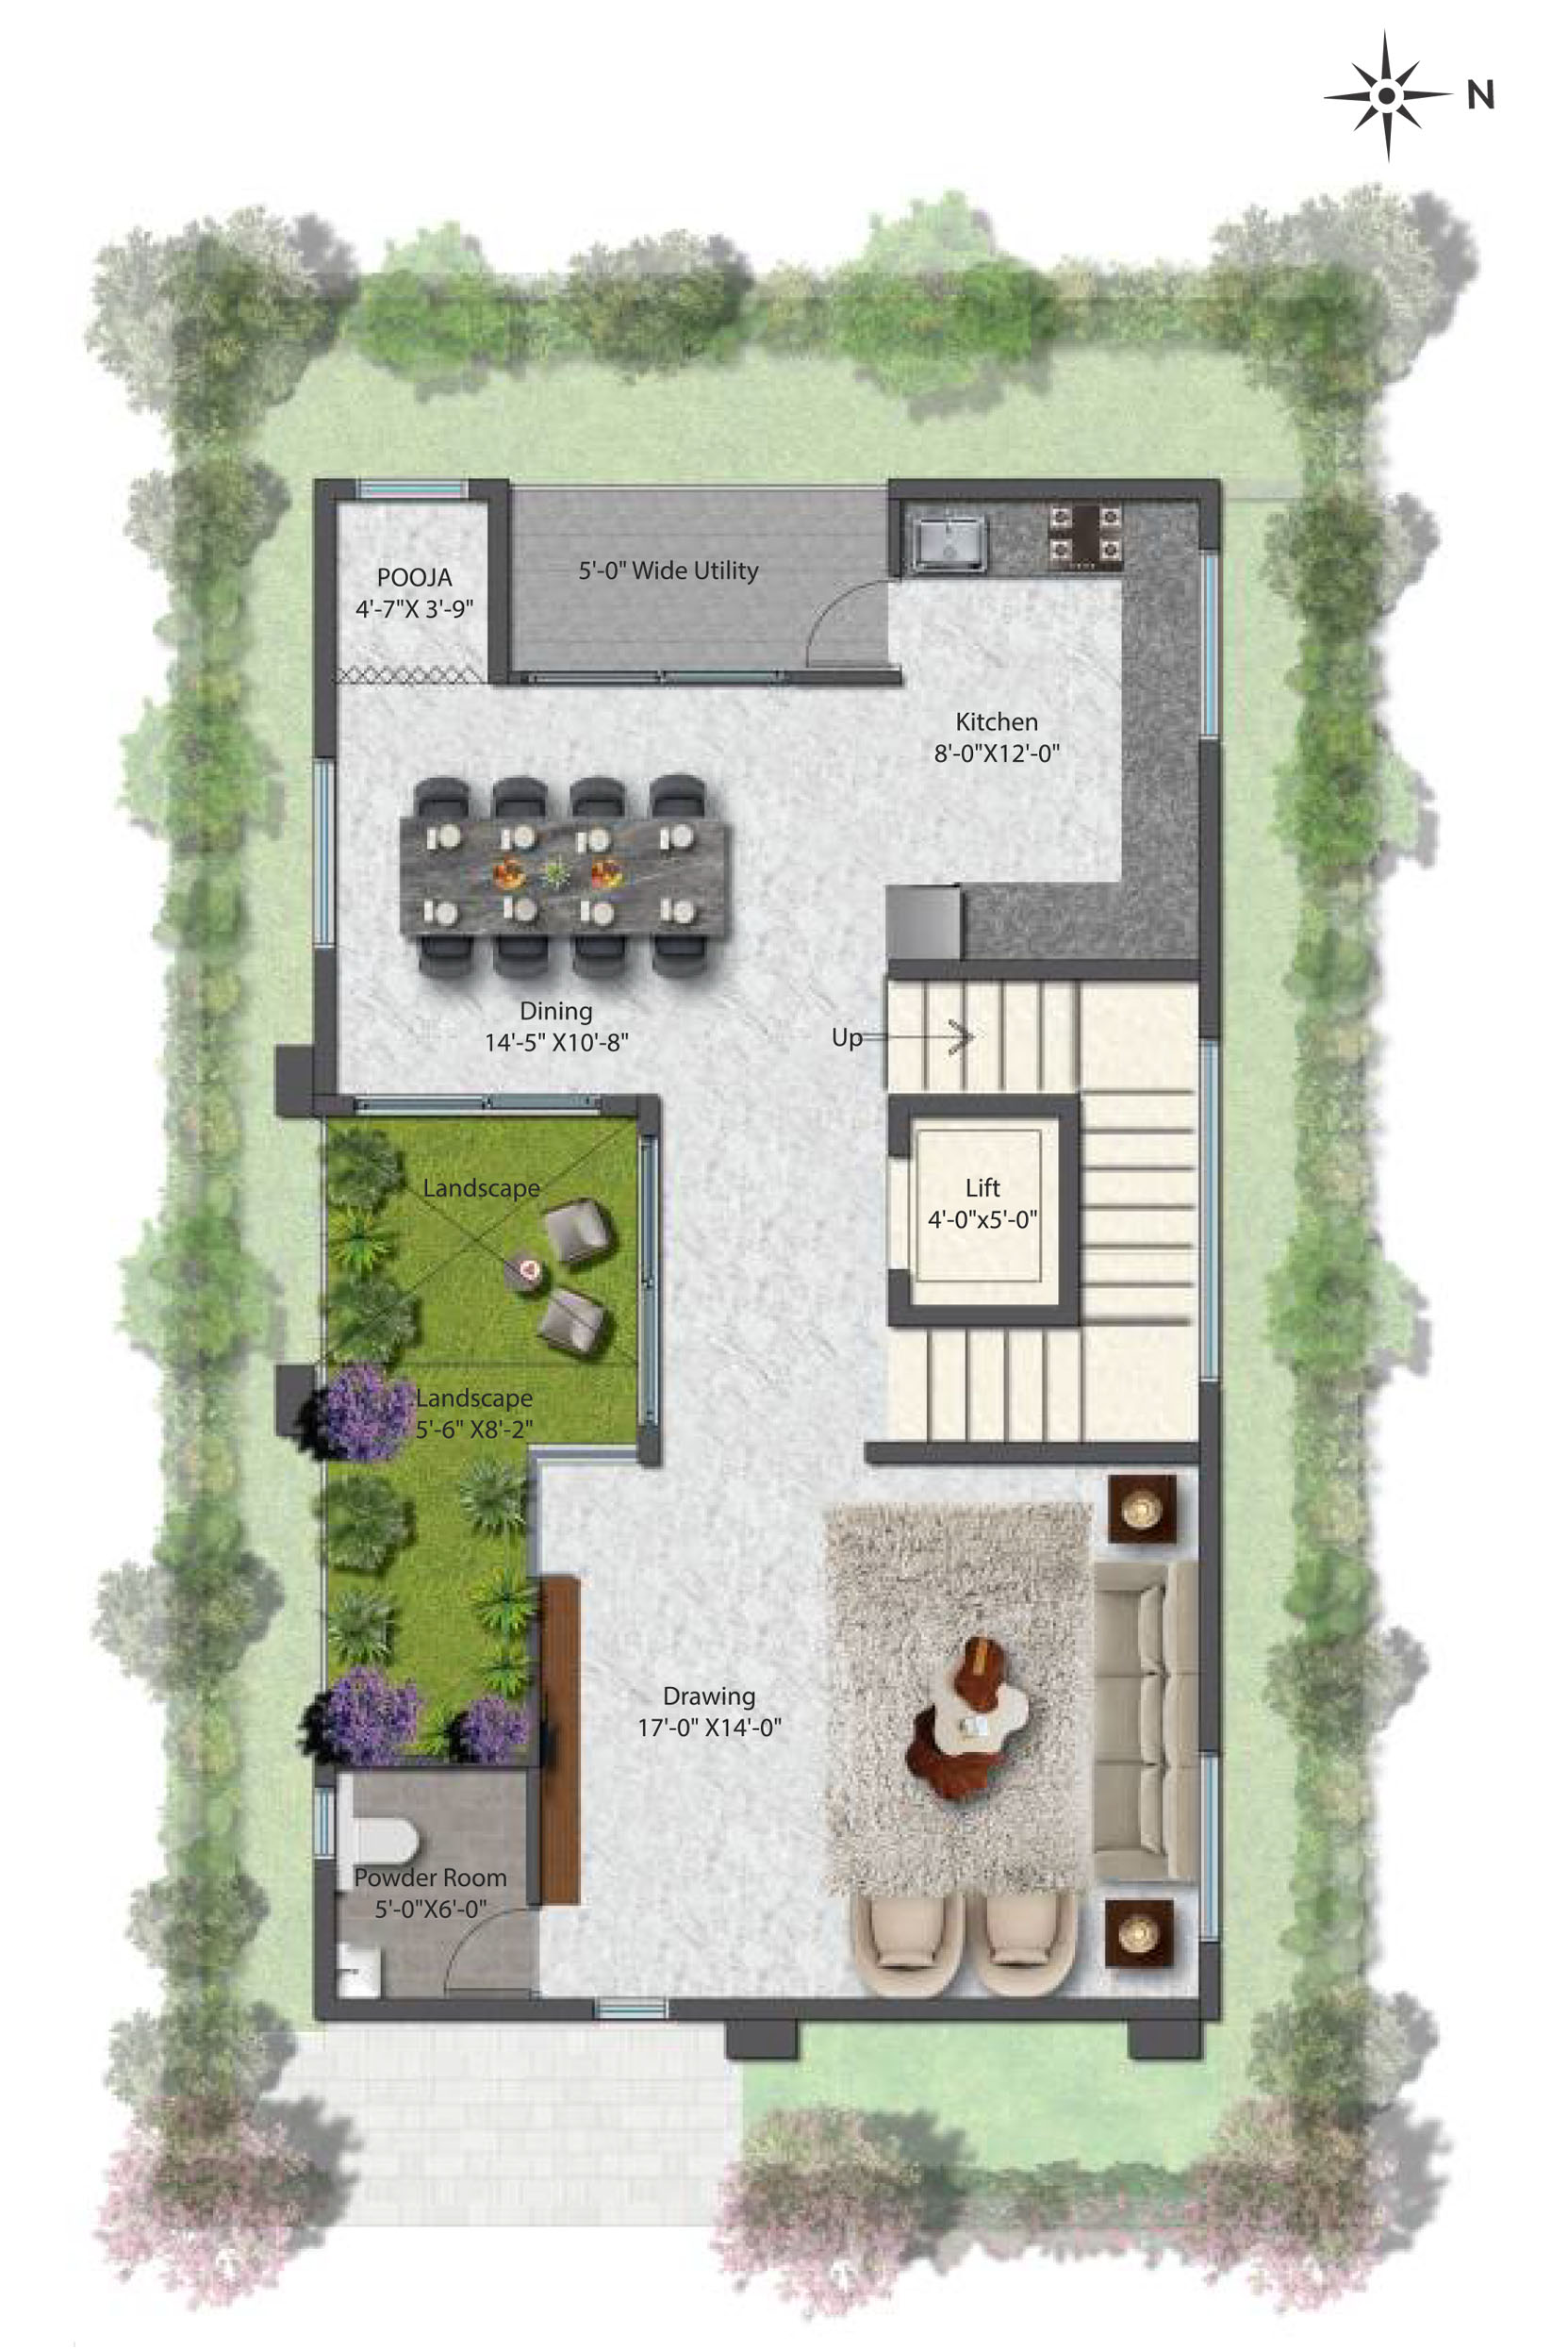 N
POOJA
4'-7"X 3'-9"
5'-0" Wide Utility
Kitchen
8'-0"X12'-0"
Dining
14'-5" X10'-8"
Up
Landscape
Lift
4'-0"x5'-0"
Landscape
5'-6" X8'-2"
Drawing
17'-0" X14'-0"
Powder Room
5'-0"X6'-0"